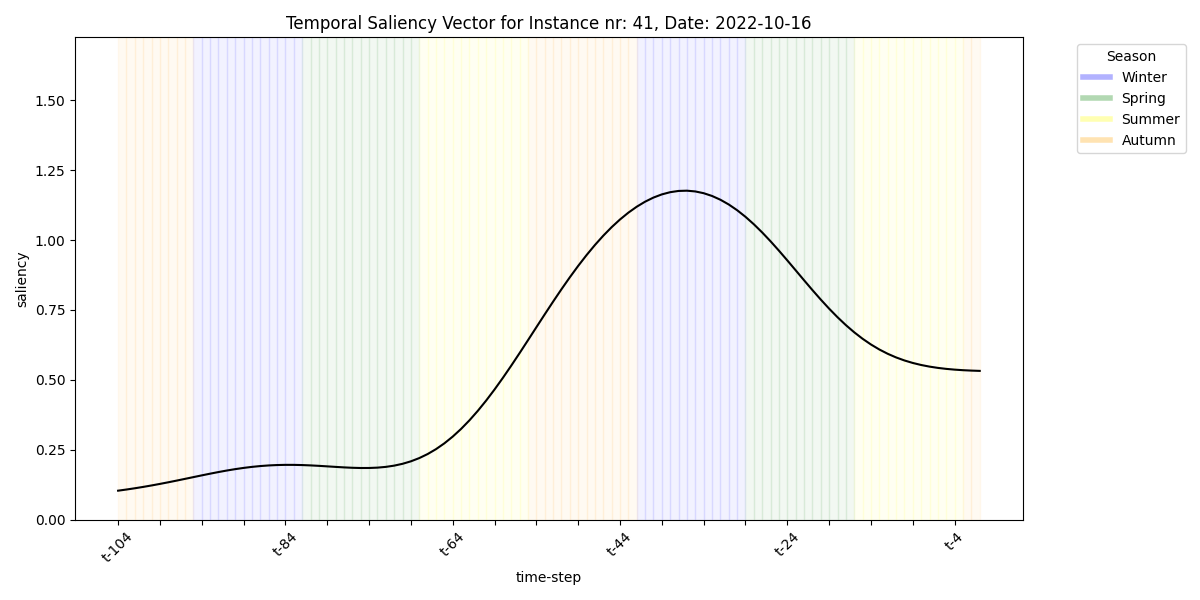 Temporal Saliency Vector for Instance nr: 41, Date: 2022-10-16
Season
Winter
Spring
Summer
Autumn
saliency
1.50
1.25
1.00
0.75
0.50
0.25
0.00
t-104 t-84 t-64 t-44 t-24 t-4
time-step